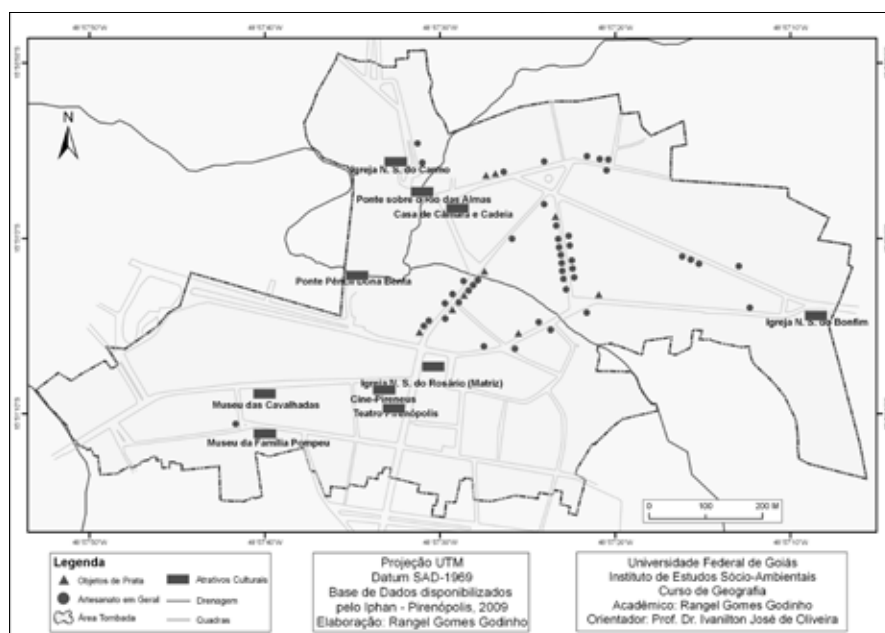 N
Igreja N. S. do Carmo
Ponte sobre o Rio das Almas
Casa de Câmara e Cadeia
Ponte Pênsil Dona Benta
Igreja N. S. do Bonfim
Igreja N. S. do Rosário (Matriz)
Cine-Pireneus
Museu das Cavalhadas
Teatro Pirenópolis
Museu da Família Pompeu
0 100 200 M
Legenda
Objetos de Prata
Artesanato em Geral
Área Tombada
Atrativos Culturais
Drenagem
Quadras
Projeção UTM
Datum SAD-1969
Base de Dados disponibilizados
pelo Iphan - Pirenópolis, 2009
Elaboração: Rangel Gomes Godinho
Universidade Federal de Goiás
Instituto de Estudos Sócio-Ambientais
Curso de Geografia
Acadêmico: Rangel Gomes Godinho
Orientador: Prof. Dr. Ivanilton José de Oliveira